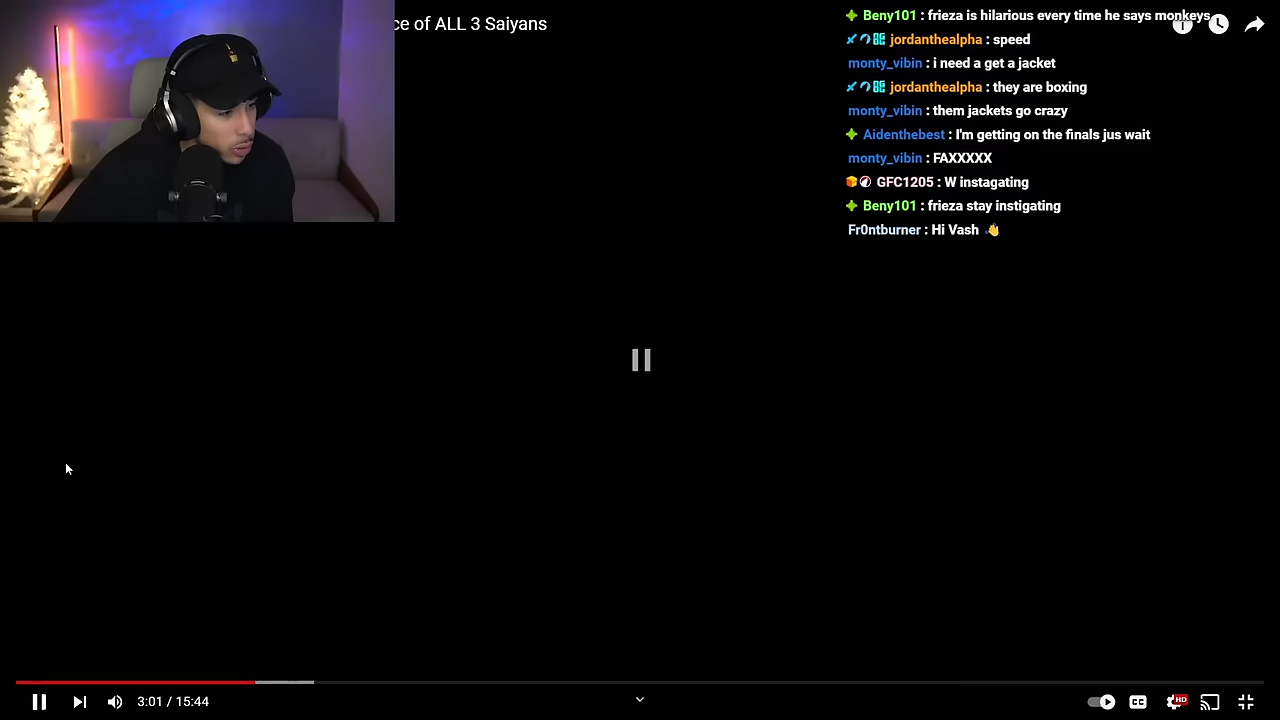 ce of ALL 3 Saiyans
Beny101 : frieza is hilarious every time he says monkeys
jordanthealpha : speed
monty_vibin : i need a get a jacket
jordanthealpha : they are boxing
monty_vibin : them jackets go crazy
Aidenthebest : I'm getting on the finals jus wait
monty_vibin : FAXXXXX
GFC1205 : W instagating
Beny101 : frieza stay instigating
Fr0ntburner : Hi Vash 👋
3:01 / 15:44
CC
HD